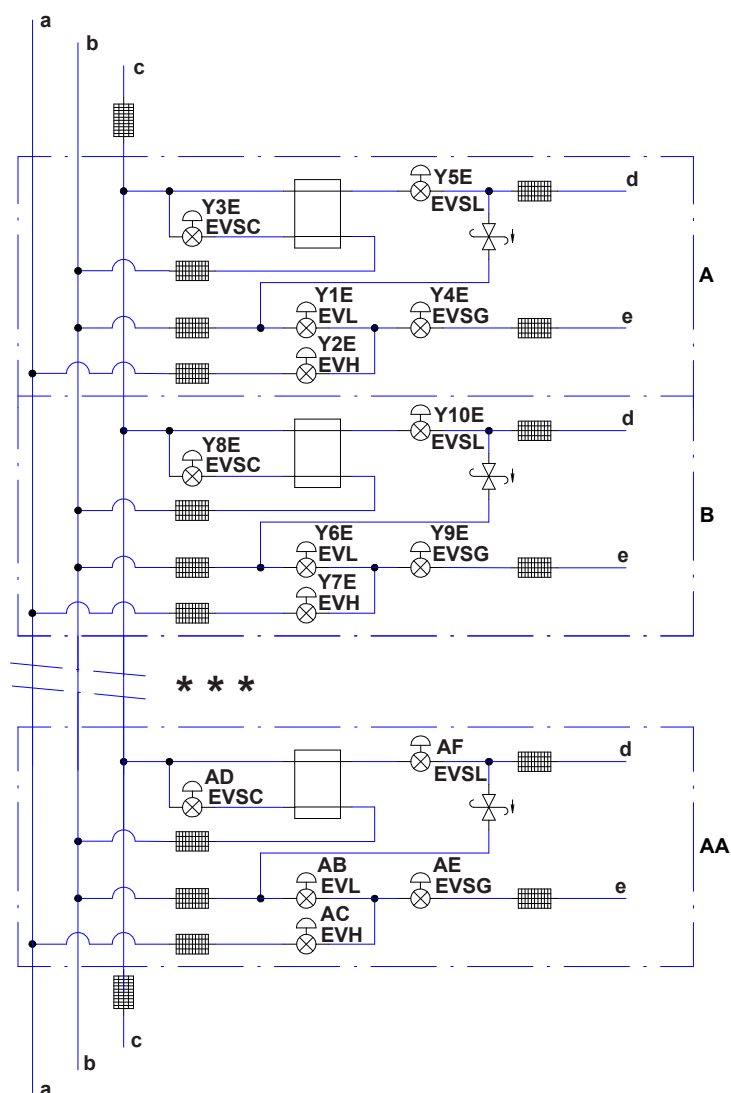 a
b
c
Y5E
EVSL
d
Y3E
EVSC
A
Y1E
EVL
Y4E
EVSG
e
Y2E
EVH
Y10E
EVSL
d
Y8E
EVSC
B
Y6E
EVL
Y9E
EVSG
e
Y7E
EVH
* * *
AF
EVSL
d
AD
EVSC
AA
AB
EVL
AE
EVSG
e
AC
EVH
c
b
a